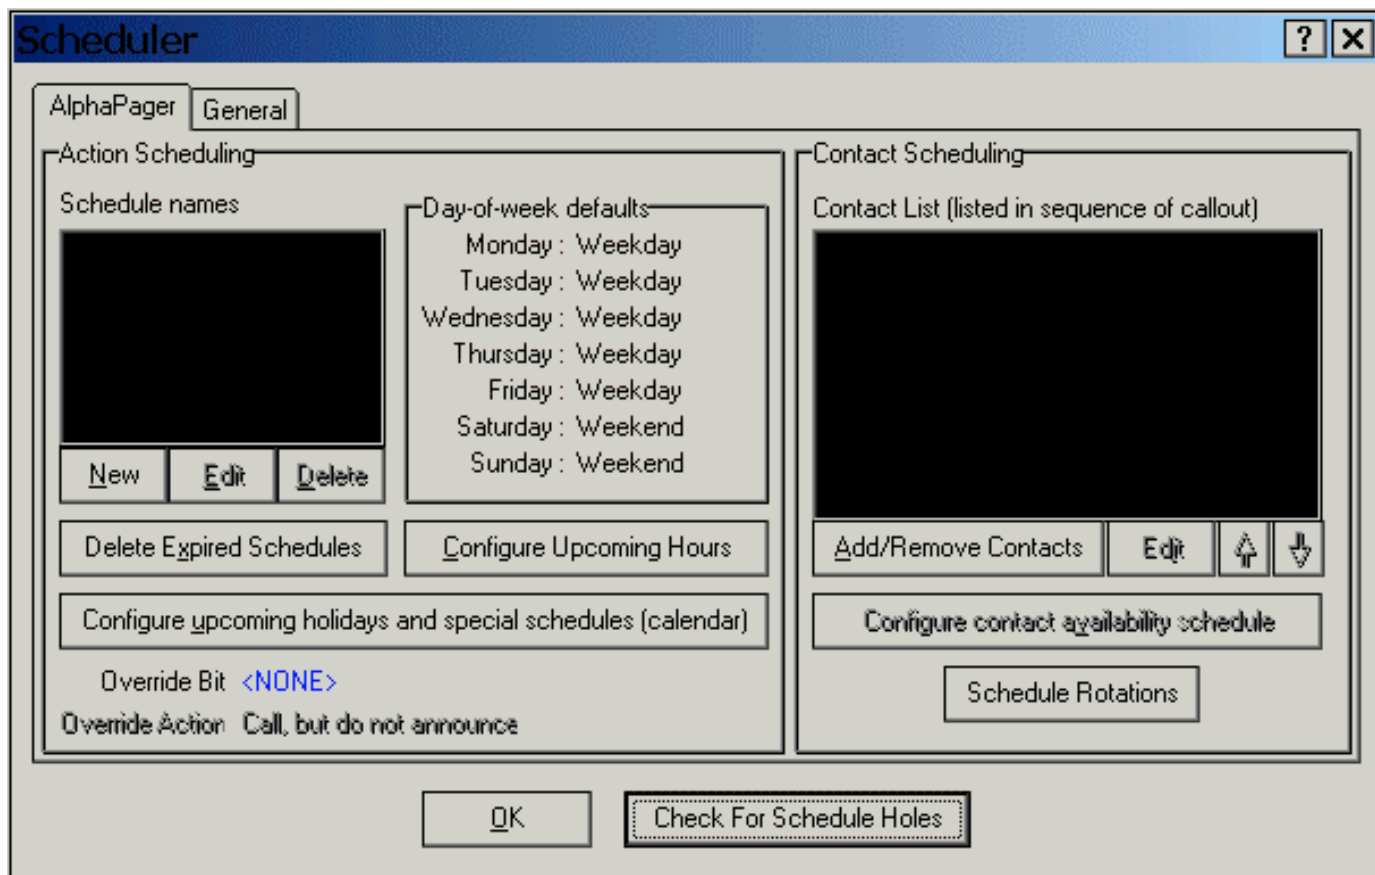 Scheduler
AlphaPager
General
Action Scheduling
Schedule names
Day-of-week defaults
Monday : Weekday
Tuesday : Weekday
Wednesday : Weekday
Thursday : Weekday
Friday : Weekday
Saturday : Weekend
Sunday : Weekend
New
Edit
Delete
Delete Expired Schedules
Configure Upcoming Hours
Configure upcoming holidays and special schedules (calendar)
Override Bit <NONE>
Override Action Call, but do not announce
Contact Scheduling
Contact List (listed in sequence of callout)
Add/Remove Contacts
Edit
Configure contact availability schedule
Schedule Rotations
OK
Check For Schedule Holes